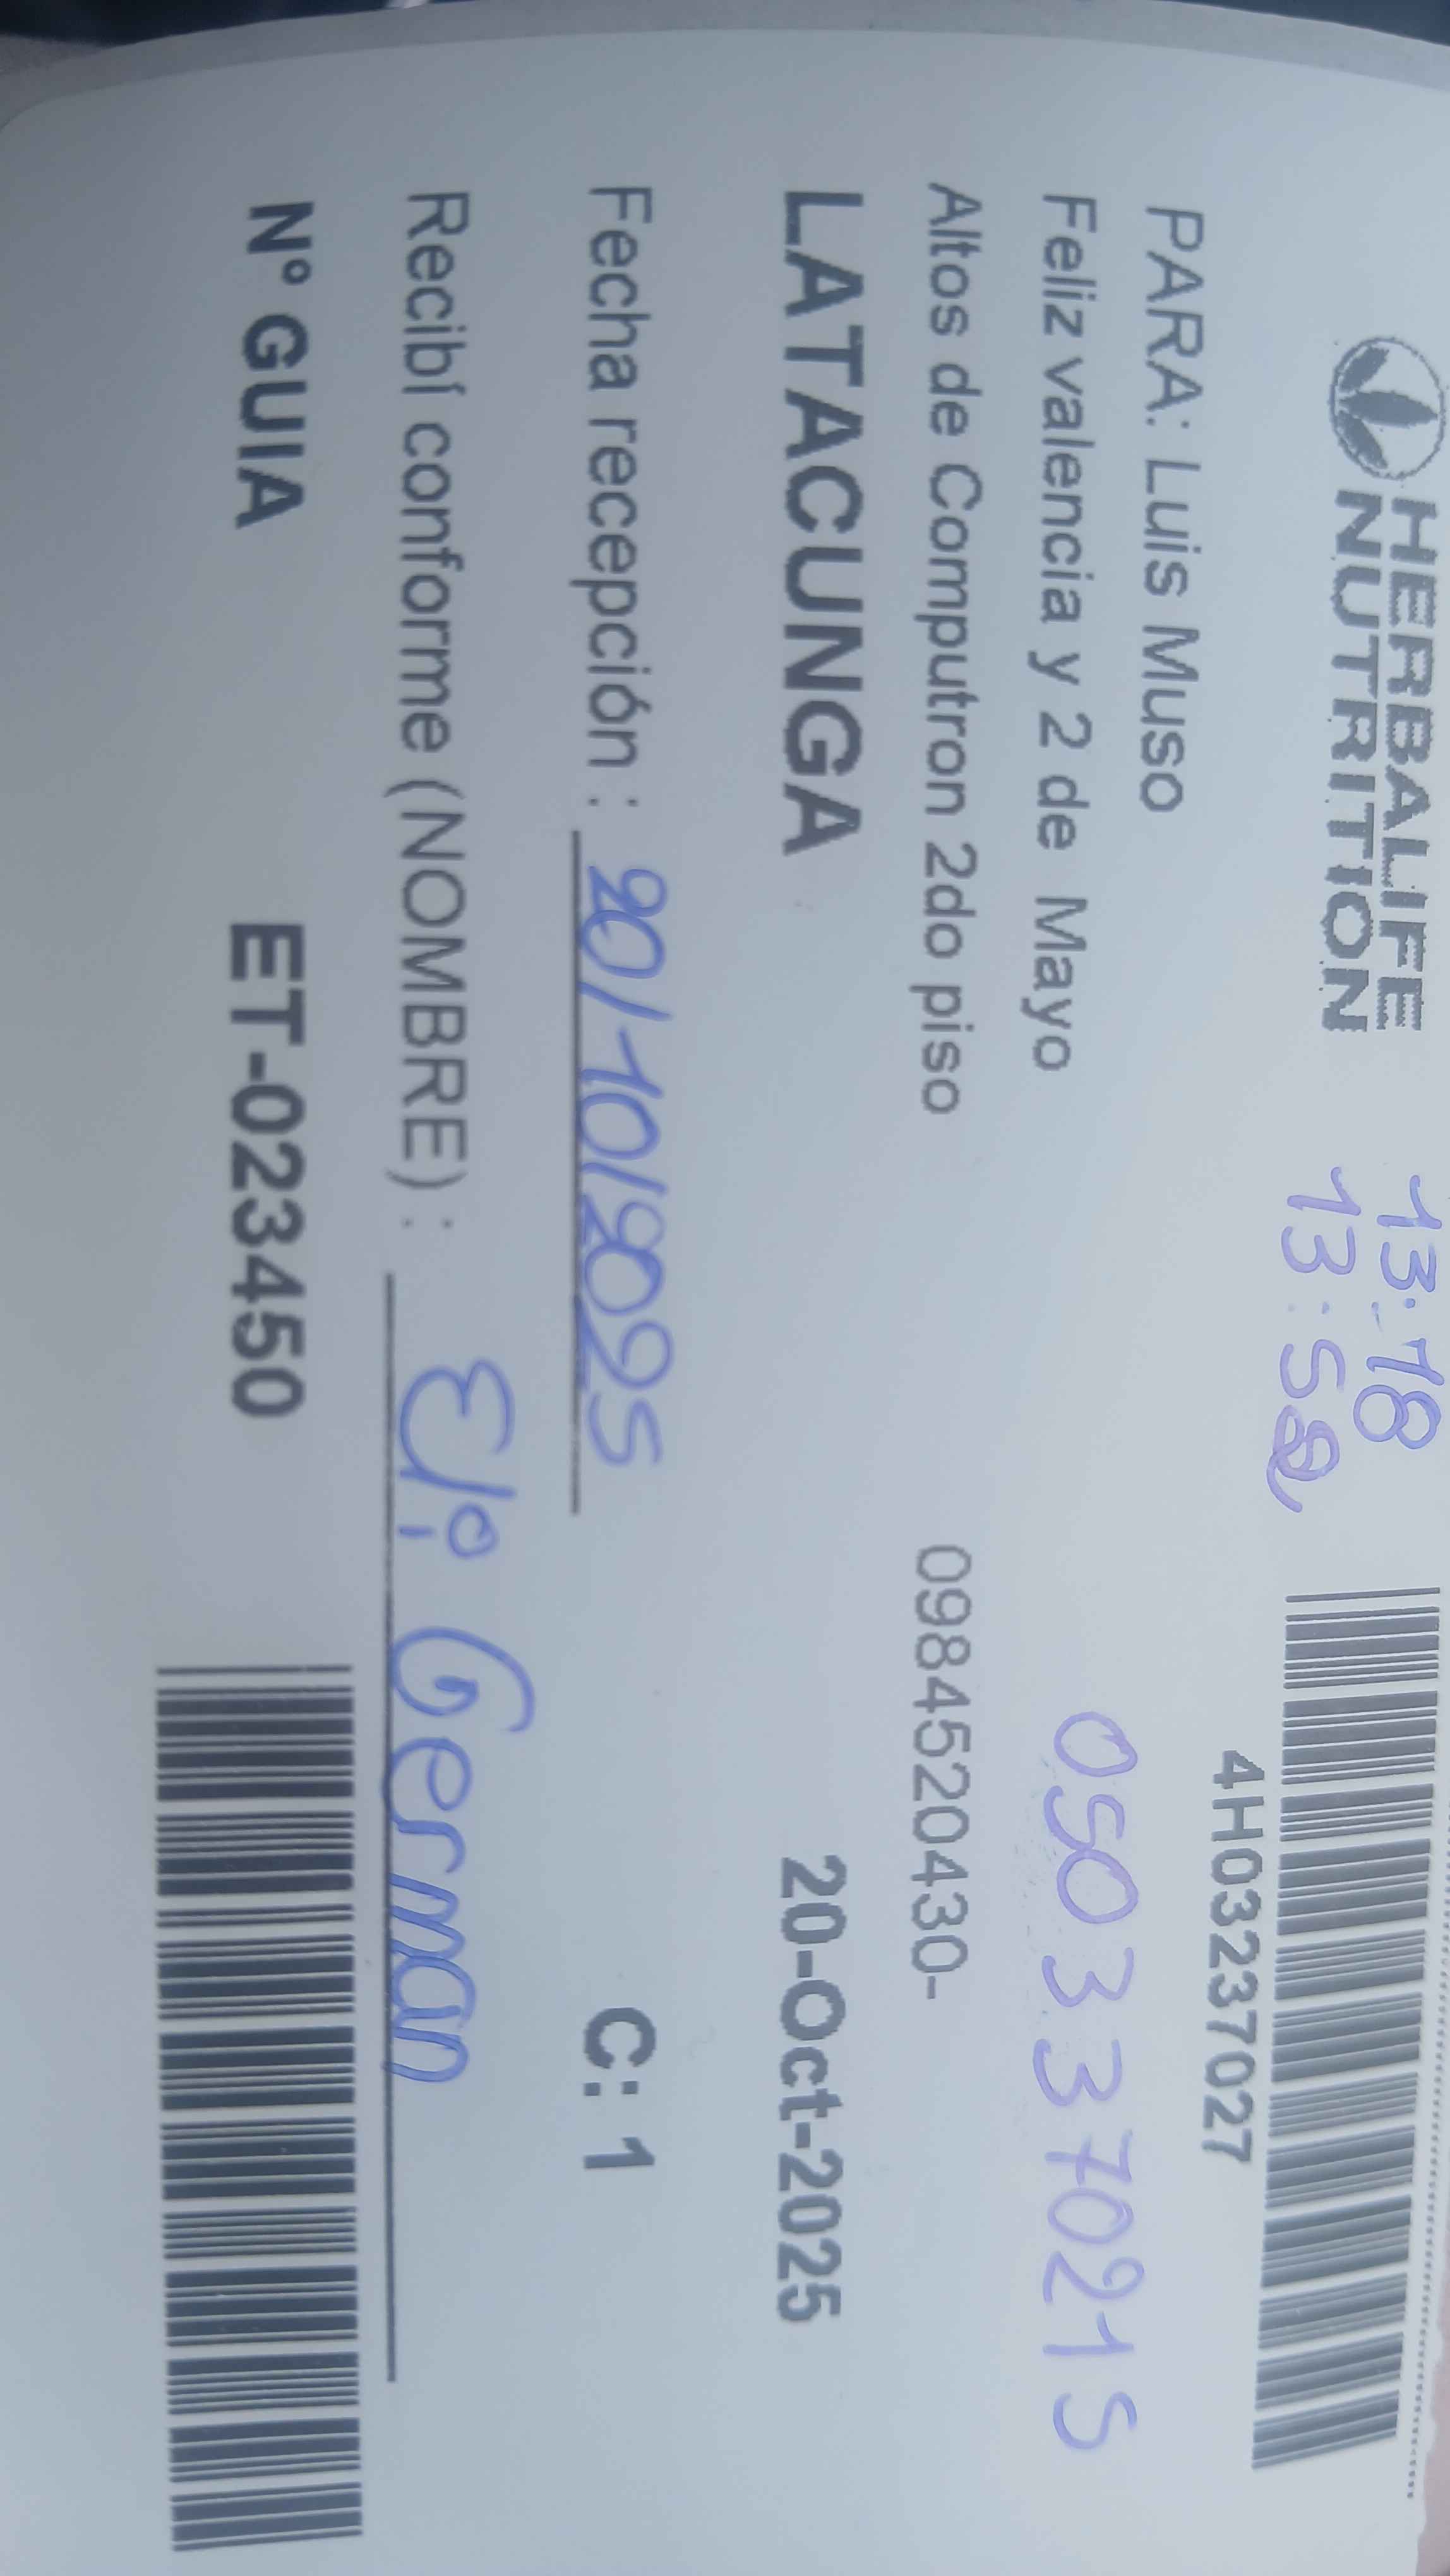 HERBALIFE
NUTRITION
13:18
13:58
4H03237027
PARA: Luis Muso
Feliz valencia y 2 de Mayo
0503370215
Altos de Computron 2do piso
0984520430-
LATACUNGA
20-Oct-2025
Fecha recepción : 20/10/2025
C: 1
Recibí conforme (NOMBRE) : German
N° GUIA
ET-023450